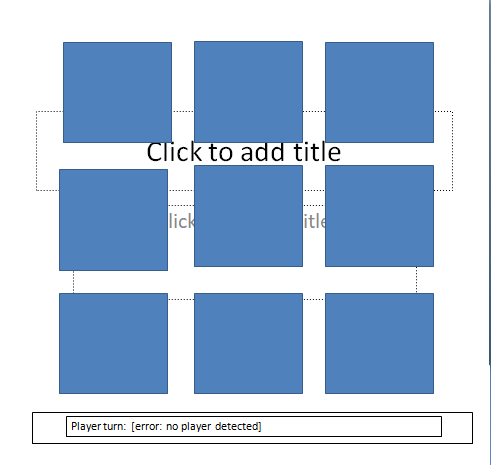 Click to add title
Player turn: [error: no player detected]